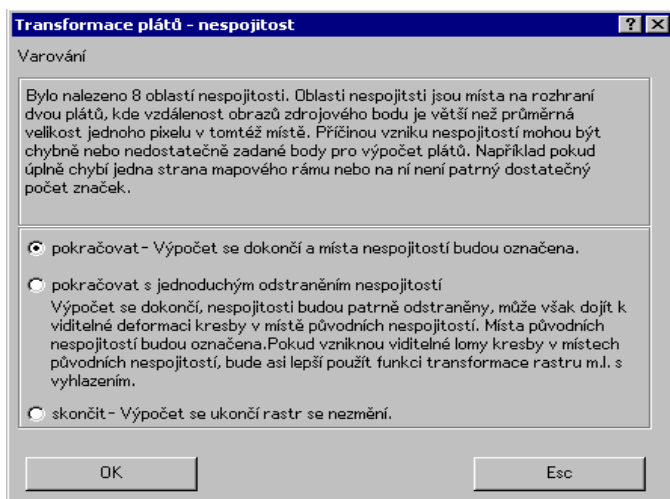 Transformace plátů - nespojitost
Varování
Bylo nalezeno 8 oblastí nespojitosti. Oblasti nespojitsti jsou místa na rozhraní
dvou plátů, kde vzdálenost obrazů zdrojového bodu je větší než průměrná
velikost jednoho pixelu v tomtéž místě. Příčinou vzniku nespojitostí mohou být
chybně nebo nedostatečně zadané body pro výpočet plátů. Například pokud
úplně chybí jedna strana mapového rámu nebo na ní není patrný dostatečný
počet značek.
pokračovat - Výpočet se dokončí a místa nespojitostí budou označena.
pokračovat s jednoduchým odstraněním nespojitostí
Výpočet se dokončí, nespojitosti budou patrně odstraněny, může však dojít k
viditelné deformaci kresby v místě původních nespojitostí. Místa původních
nespojitostí budou označena.Pokud vzniknou viditelné lomy kresby v místech
původních nespojitostí, bude asi lepší použít funkci transformace rastru m.l. s
vyhlazením.
skončit - Výpočet se ukončí rastr se nezmění.
OK
Esc